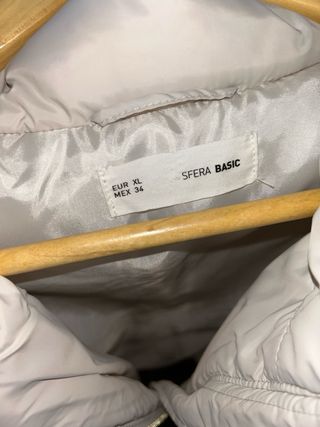 SFERA BASIC
EUR XL
MEX 34